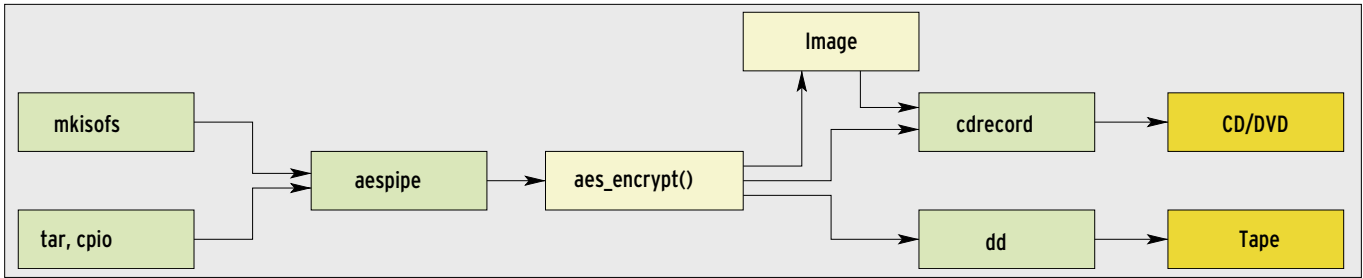 Image
mkisofs
cdrecord
CD/DVD
aespipe
aes_encrypt()
tar, cpio
dd
Tape